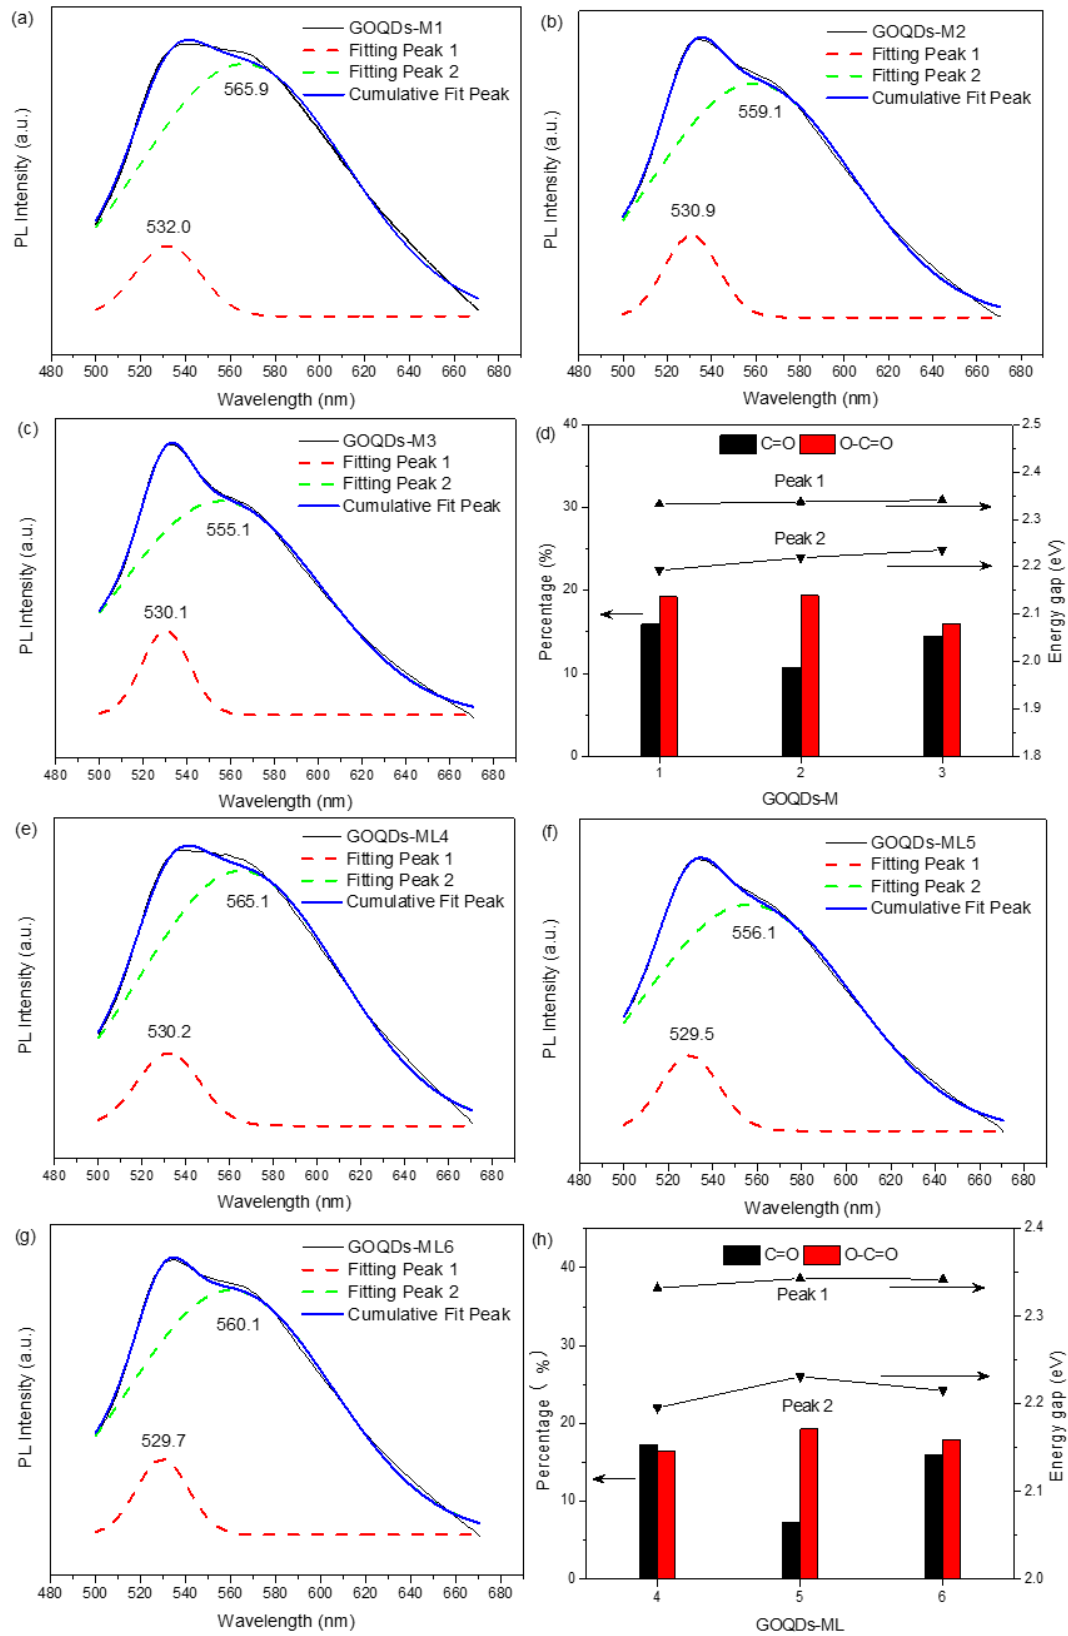 (a)
GOQDs-M1
Fitting Peak 1
Fitting Peak 2
Cumulative Fit Peak
565.9
532.0
PL Intensity (a.u.)
480 500 520 540 560 580 600 620 640 660 680
Wavelength (nm)
(b)
GOQDs-M2
Fitting Peak 1
Fitting Peak 2
Cumulative Fit Peak
559.1
530.9
PL Intensity (a.u.)
480 500 520 540 560 580 600 620 640 660 680
Wavelength (nm)
(c)
GOQDs-M3
Fitting Peak 1
Fitting Peak 2
Cumulative Fit Peak
555.1
530.1
PL Intensity (a.u.)
480 500 520 540 560 580 600 620 640 660 680
Wavelength (nm)
(d)
C=O O-C=O
Peak 1
Peak 2
Percentage (%)
40
30
20
10
0
Energy gap (eV)
2.5
2.4
2.3
2.2
2.1
2.0
1.9
1.8
1 2 3
GOQDs-M
(e)
GOQDs-ML4
Fitting Peak 1
Fitting Peak 2
Cumulative Fit Peak
565.1
530.2
PL Intensity (a.u.)
480 500 520 540 560 580 600 620 640 660 680
Wavelength (nm)
(f)
GOQDs-ML5
Fitting Peak 1
Fitting Peak 2
Cumulative Fit Peak
556.1
529.5
PL Intensity (a.u.)
480 500 520 540 560 580 600 620 640 660 680
Wavelength (nm)
(g)
GOQDs-ML6
Fitting Peak 1
Fitting Peak 2
Cumulative Fit Peak
560.1
529.7
PL Intensity (a.u.)
480 500 520 540 560 580 600 620 640 660 680
Wavelength (nm)
(h)
C=O O-C=O
Peak 1
Peak 2
Percentage (%)
40
30
20
10
0
Energy gap (eV)
2.4
2.3
2.2
2.1
2.0
4 5 6
GOQDs-ML